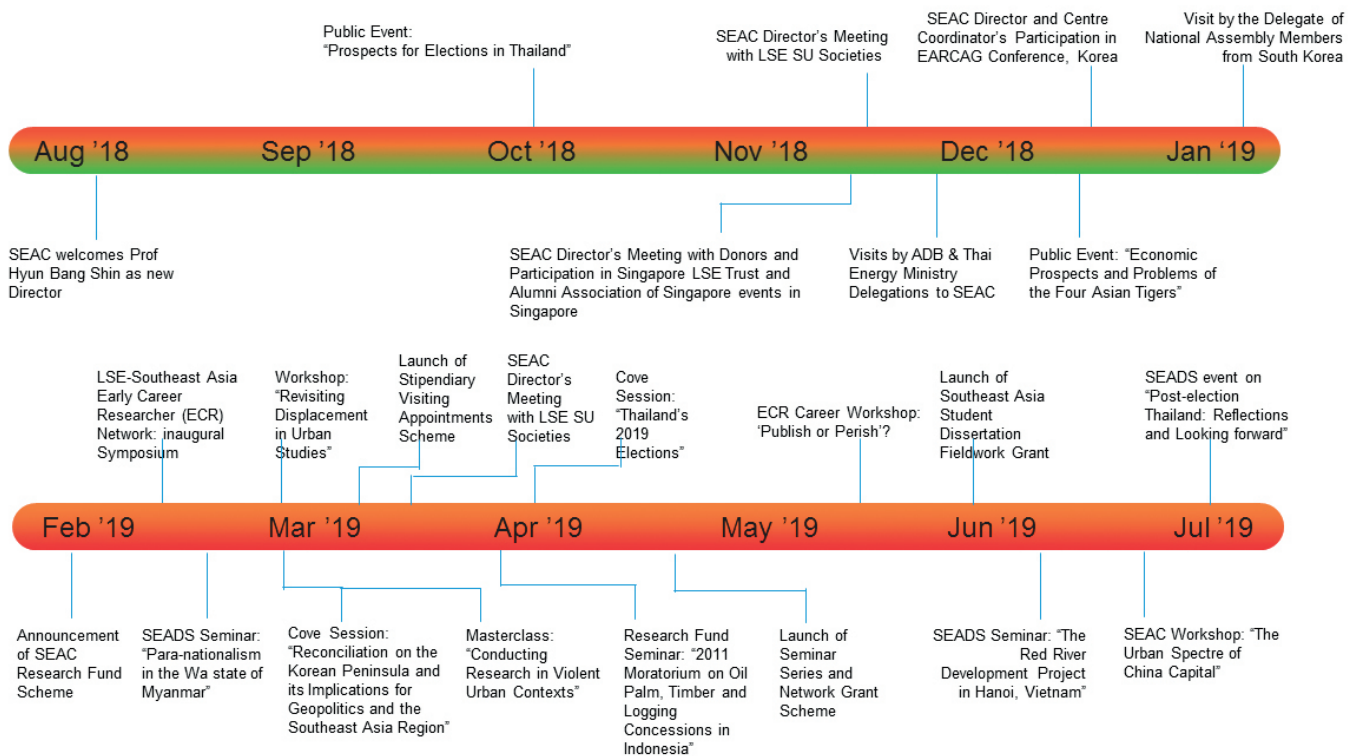 Public Event:
“Prospects for Elections in Thailand”
SEAC Director’s Meeting
with LSE SU Societies
SEAC Director and Centre
Coordinator’s Participation in
EARCAG Conference, Korea
Visit by the Delegate of
National Assembly Members
from South Korea
Aug ’18
Sep ’18
Oct ’18
Nov ’18
Dec ’18
Jan ‘19
SEAC welcomes Prof
Hyun Bang Shin as new
Director
SEAC Director’s Meeting with Donors and
Participation in Singapore LSE Trust and
Alumni Association of Singapore events in
Singapore
Visits by ADB & Thai
Energy Ministry
Delegations to SEAC
Public Event: “Economic
Prospects and Problems of
the Four Asian Tigers”
LSE-Southeast Asia
Early Career
Researcher (ECR)
Network: inaugural
Symposium
Workshop:
“Revisiting
Displacement
in Urban
Studies”
Launch of
Stipendiary
Visiting
Appointments
Scheme
SEAC
Director’s
Meeting
with LSE SU
Societies
Cove
Session:
“Thailand’s
2019
Elections”
ECR Career Workshop:
‘Publish or Perish’?
Launch of
Southeast Asia
Student
Dissertation
Fieldwork Grant
SEADS event on
“Post-election
Thailand: Reflections
and Looking forward”
Feb ’19
Mar ’19
Apr ’19
May ’19
Jun ’19
Jul ’19
Announcement
of SEAC
Research Fund
Scheme
SEADS Seminar:
“Para-nationalism
in the Wa state of
Myanmar”
Cove Session:
“Reconciliation on the
Korean Peninsula and
its Implications for
Geopolitics and the
Southeast Asia Region”
Masterclass:
“Conducting
Research in Violent
Urban Contexts”
Research Fund
Seminar: “2011
Moratorium on Oil
Palm, Timber and
Logging
Concessions in
Indonesia”
Launch of
Seminar
Series and
Network Grant
Scheme
SEADS Seminar: “The
Red River
Development Project
in Hanoi, Vietnam”
SEAC Workshop: “The
Urban Spectre of
China Capital”